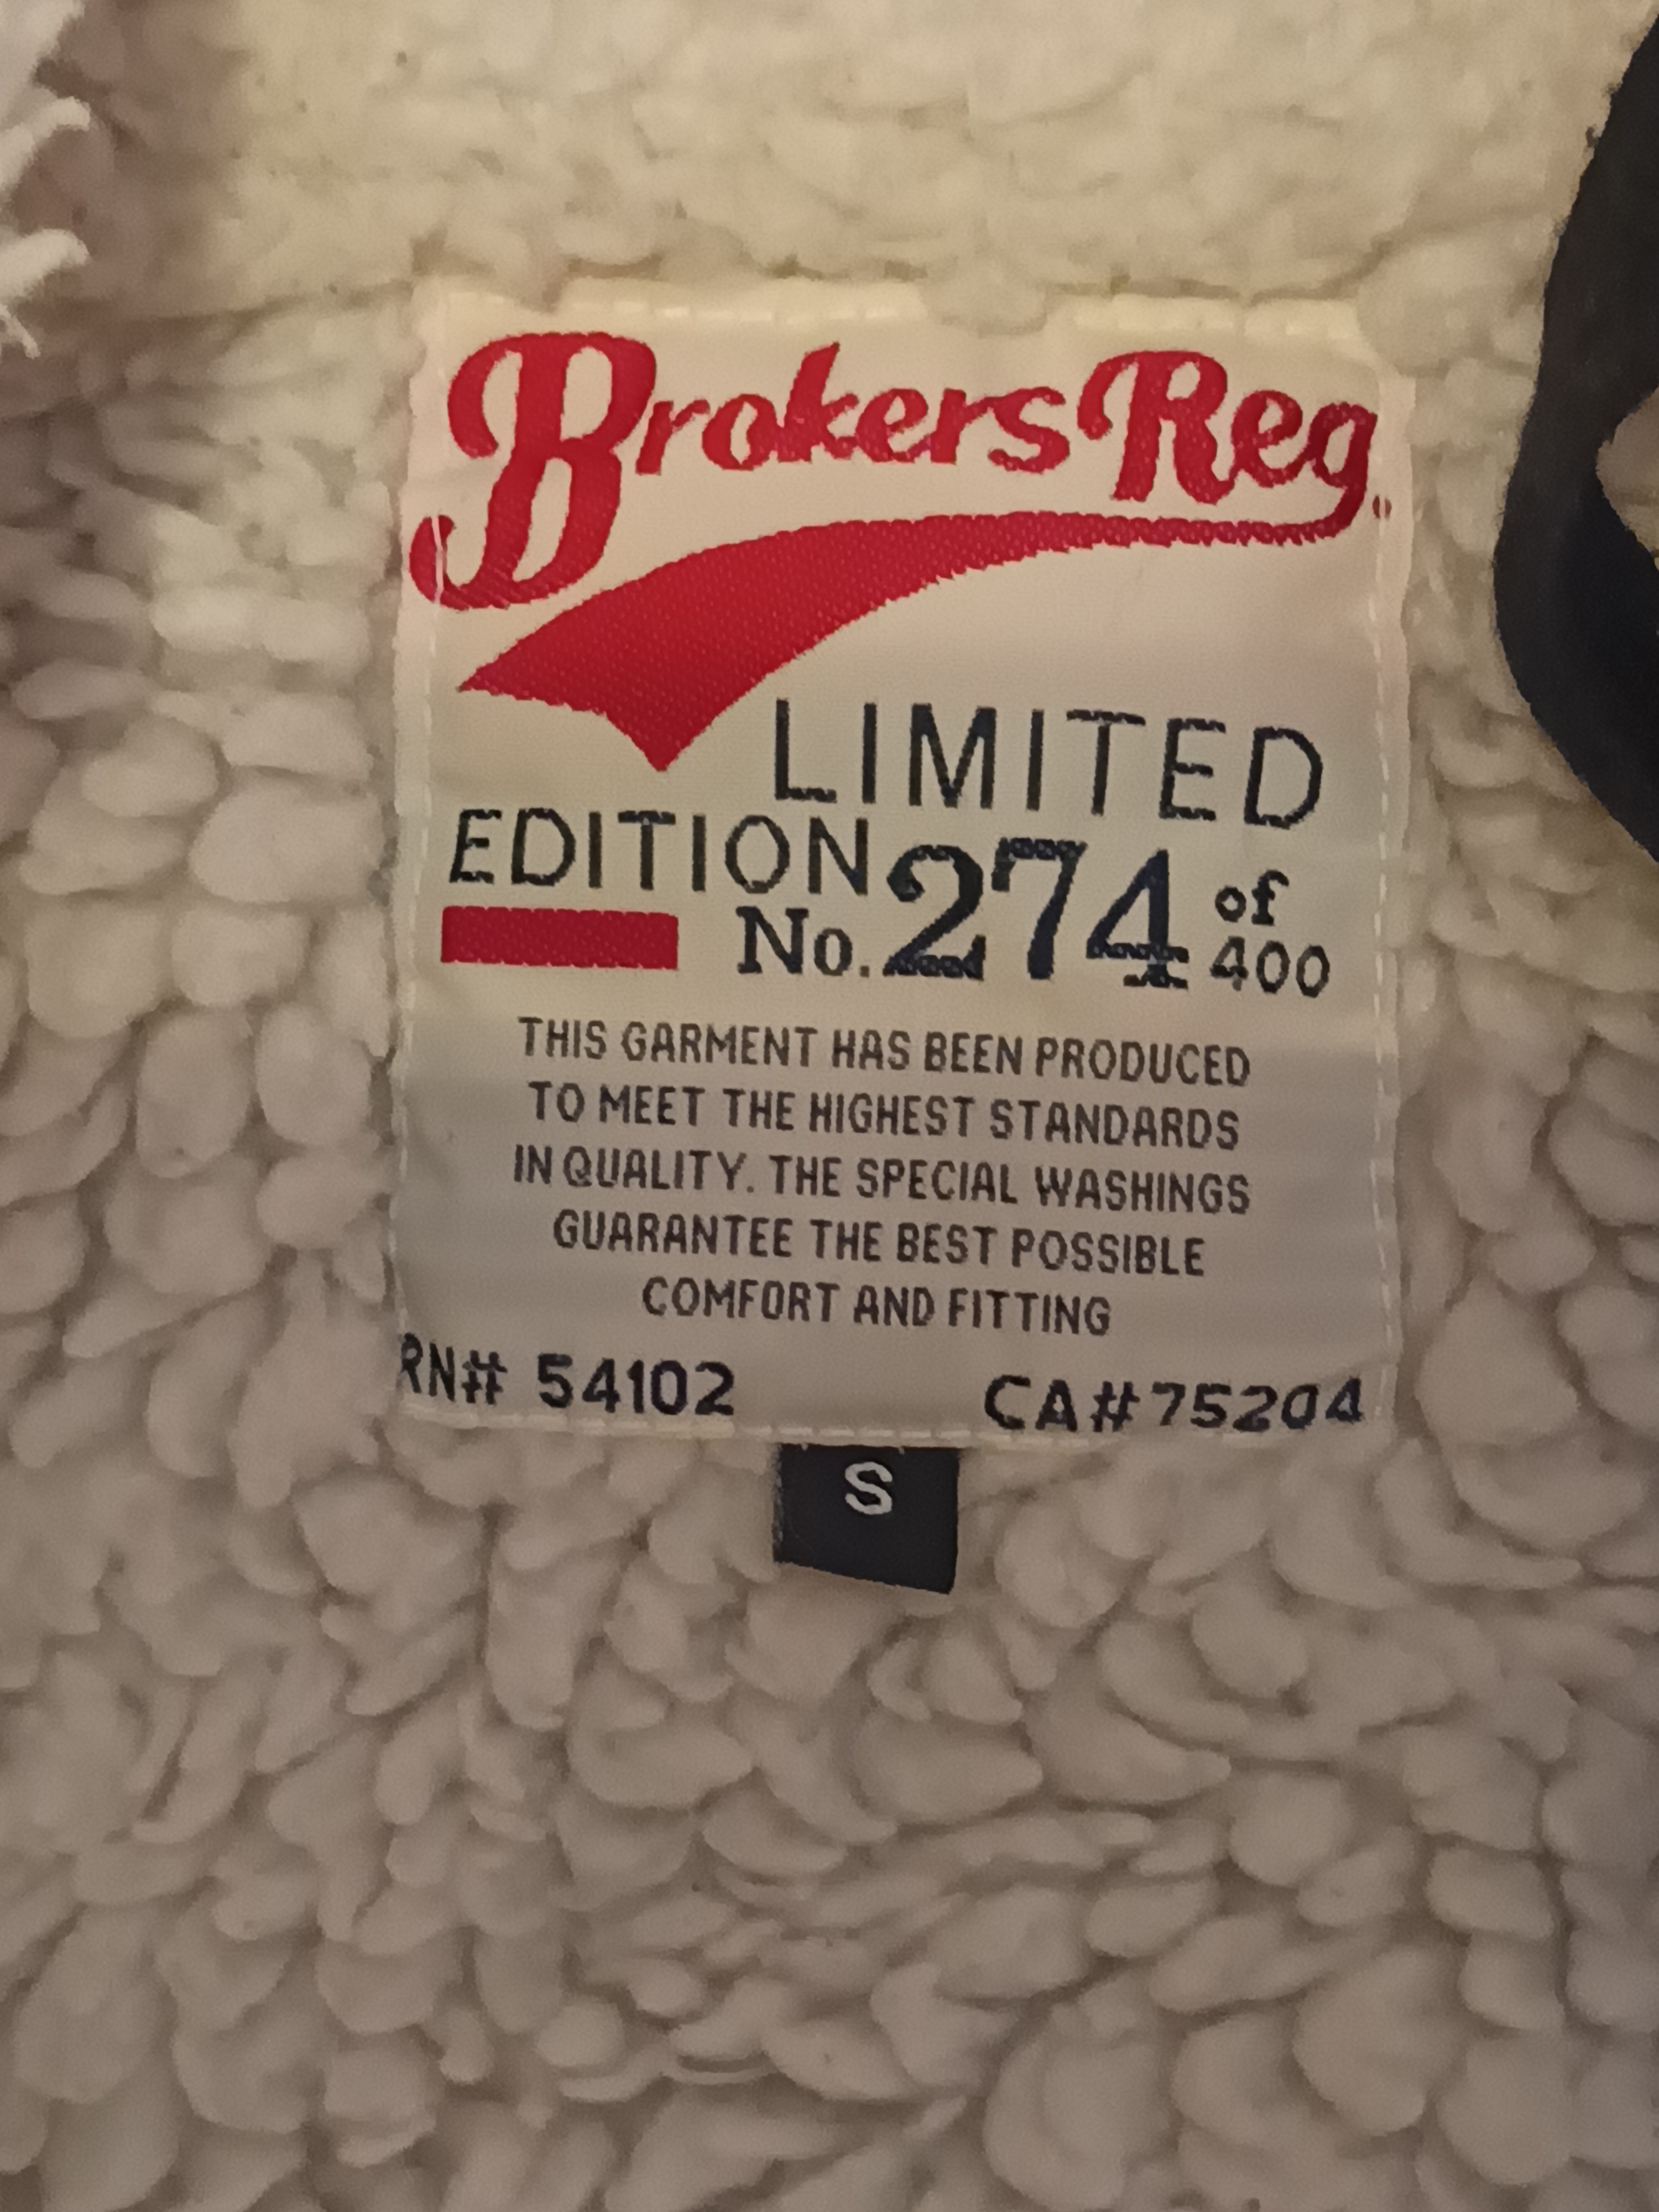 Brokers Reg.
LIMITED
EDITION
No. 274 of 400
THIS GARMENT HAS BEEN PRODUCED
TO MEET THE HIGHEST STANDARDS
IN QUALITY. THE SPECIAL WASHINGS
GUARANTEE THE BEST POSSIBLE
COMFORT AND FITTING
RN# 54102 CA#75204
S